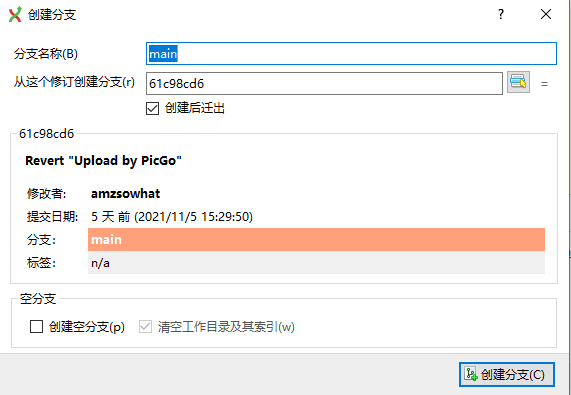 创建分支
?
分支名称(B)
main
从这个修订创建分支(r)
61c98cd6
=
创建后迁出
61c98cd6
Revert "Upload by PicGo"
修改者:
amzsowhat
提交日期:
5 天 前 (2021/11/5 15:29:50)
分支:
main
标签:
n/a
空分支
创建空分支(p)
清空工作目录及其索引(w)
创建分支(C)